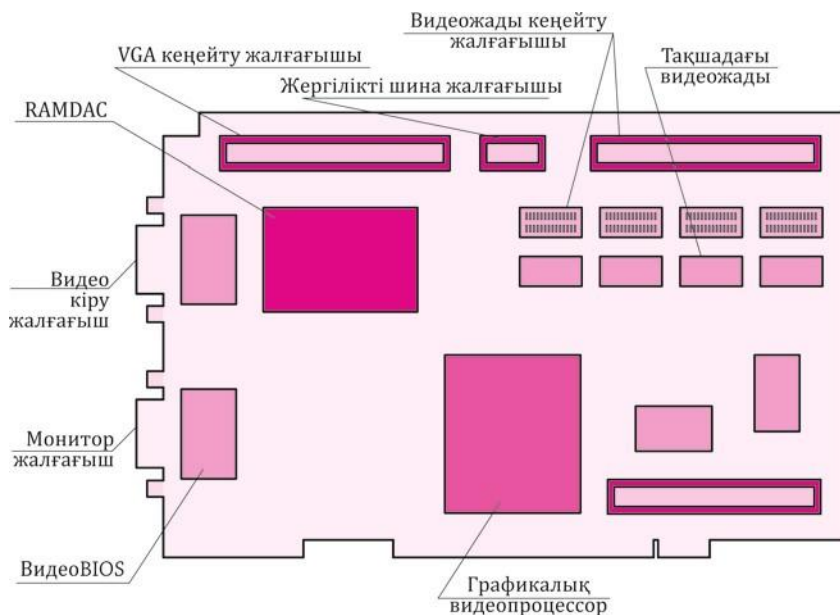 Видеожады кеңейту
жалғағышы
VGA кеңейту жалғағышы
Тақшадағы
видеожады
Жергілікті шина жалғағышы
RAMDAC
Видео
кіру
жалғағыш
Монитор
жалғағыш
ВидеоBIOS
Графикалық
видеопроцессор